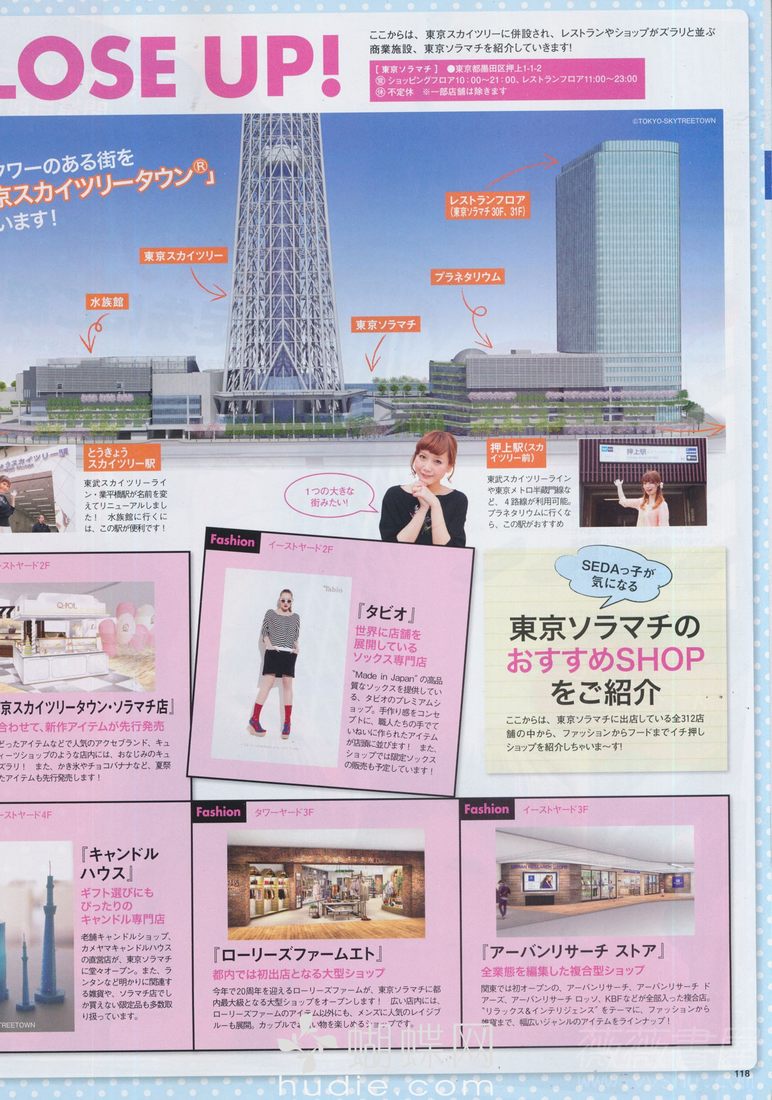 LOSE UP!
ここからは、東京スカイツリーに併設され、レストランやショップがズラリと並ぶ
商業施設、東京ソラマチを紹介していきます!
[ 東京ソラマチ ] ●東京都墨田区押上1-1-2
営 ショッピングフロア10:00〜21:00、レストランフロア11:00〜23:00
休 不定休 ※一部店舗は除きます
©TOKYO-SKYTREETOWN
タワーのある街を
京スカイツリータウン®」
います!
レストランフロア
(東京ソラマチ30F、31F)
東京スカイツリー
プラネタリウム
水族館
東京ソラマチ
とうきょう
スカイツリー駅
東武スカイツリーライ
ン・業平橋駅が名前を変
えてリニューアルしまし
た! 水族館に行くに
は、この駅が便利です!
1つの大きな
街みたい!
押上駅(スカ
イツリー前)
東武スカイツリーライン
や東京メトロ半蔵門線な
ど、4路線が利用可能。
プラネタリウムに行くな
ら、この駅がおすすめ
押上駅
ーストヤード2F
Q-POT.
京スカイツリータウン・ソラマチ店』
合わせて、新作アイテムが先行発売
どったアイテムなどで人気のアクセブランド、キュ
ィーツショップのような店内には、おなじみのキュ
ズラリ! また、かき氷やチョコバナナなど、夏祭
たアイテムも先行発売します!
Fashion
イーストヤード2F
Tabio
『タビオ』
世界に店舗を
展開している
ソックス専門店
"Made in Japan"の高品
質なソックスを提供してい
る、タビオのプレミアムシ
ョップ。手作り感をコンセ
プトに、職人たちの手でて
いねいに作られたアイテム
が店頭に並びます! また、
ショップでは限定ソックス
の販売も予定しています!
SEDAっ子が
気になる
東京ソラマチの
おすすめSHOP
をご紹介
ここからは、東京ソラマチに出店している全312店
舗の中から、ファッションからフードまでイチ押し
ショップを紹介しちゃいま〜す!
ーストヤード4F
『キャンドル
ハウス』
ギフト選びにも
ぴったりの
キャンドル専門店
老舗キャンドルショップ、
カメヤマキャンドルハウス
の直営店が、東京ソラマチ
に堂々オープン。また、ラ
ンタンなど明かりに関連す
る雑貨や、ソラマチ店でし
か買えない限定品も多数取
り扱っています。
TREETOWN
Fashion
タワーヤード3F
『ローリーズファームエト』
都内では初出店となる大型ショップ
今年で20周年を迎えるローリーズファームが、東京ソラマチに都
内最大級となる大型ショップをオープンします! 広い店内には、
ローリーズファームのアイテム以外にも、メンズに人気のレイジブ
ルーも展開。カップルでお買い物を楽しめるショップです。
Fashion
イーストヤード3F
『アーバンリサーチ ストア』
全業態を編集した複合型ショップ
関東では初オープンの、アーバンリサーチ、アーバンリサーチ ド
アーズ、アーバンリサーチ ロッソ、KBFなどが全部入った複合店。
"リラックス&インテリジェンス"をテーマに、ファッションから
雑貨まで、幅広いジャンルのアイテムをラインナップ!
蝴蝶网
hudie.com
118